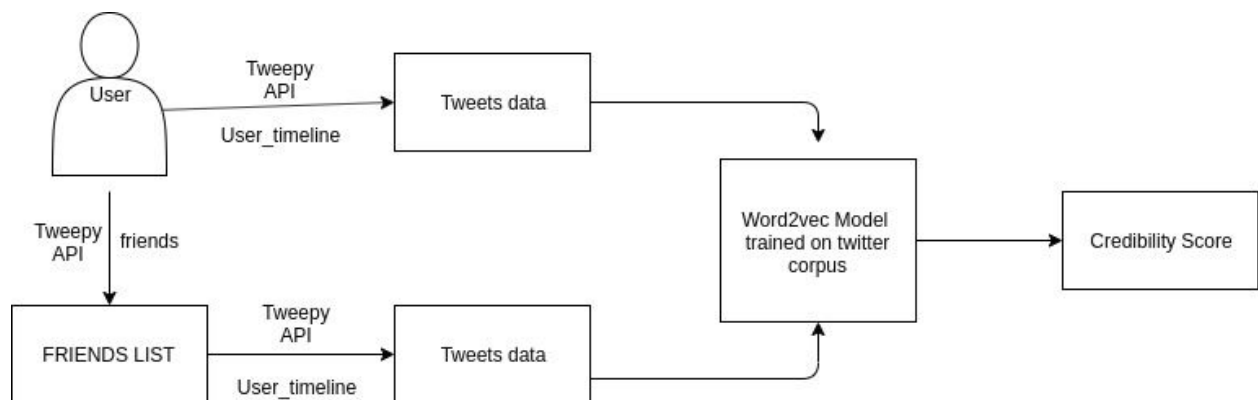 User
Tweepy
API
User_timeline
Tweets data
Tweepy
API
friends
Word2vec Model
trained on twitter
corpus
Credibility Score
FRIENDS LIST
Tweepy
API
User_timeline
Tweets data